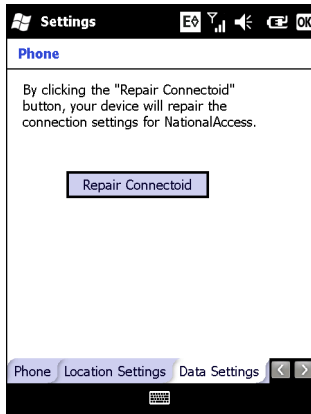 Settings
E
OK
Phone
By clicking the "Repair Connectoid"
button, your device will repair the
connection settings for NationalAccess.
Repair Connectoid
Phone Location Settings Data Settings